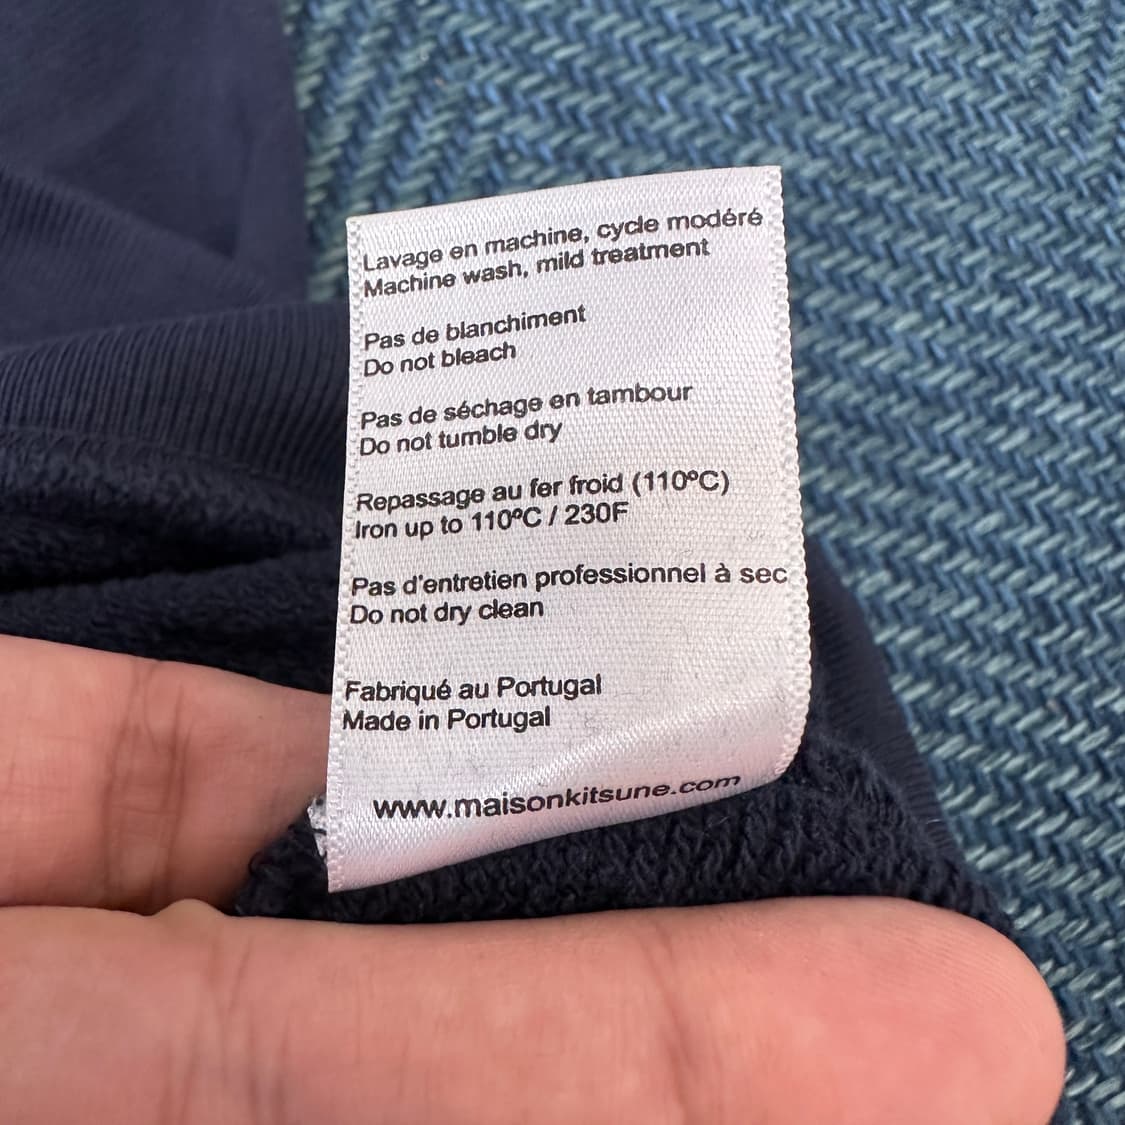 Lavage en machine, cycle modéré
Machine wash, mild treatment
Pas de blanchiment
Do not bleach
Pas de séchage en tambour
Do not tumble dry
Repassage au fer froid (110ºC)
Iron up to 110ºC / 230F
Pas d'entretien professionnel à sec
Do not dry clean
Fabriqué au Portugal
Made in Portugal
www.maisonkitsune.com